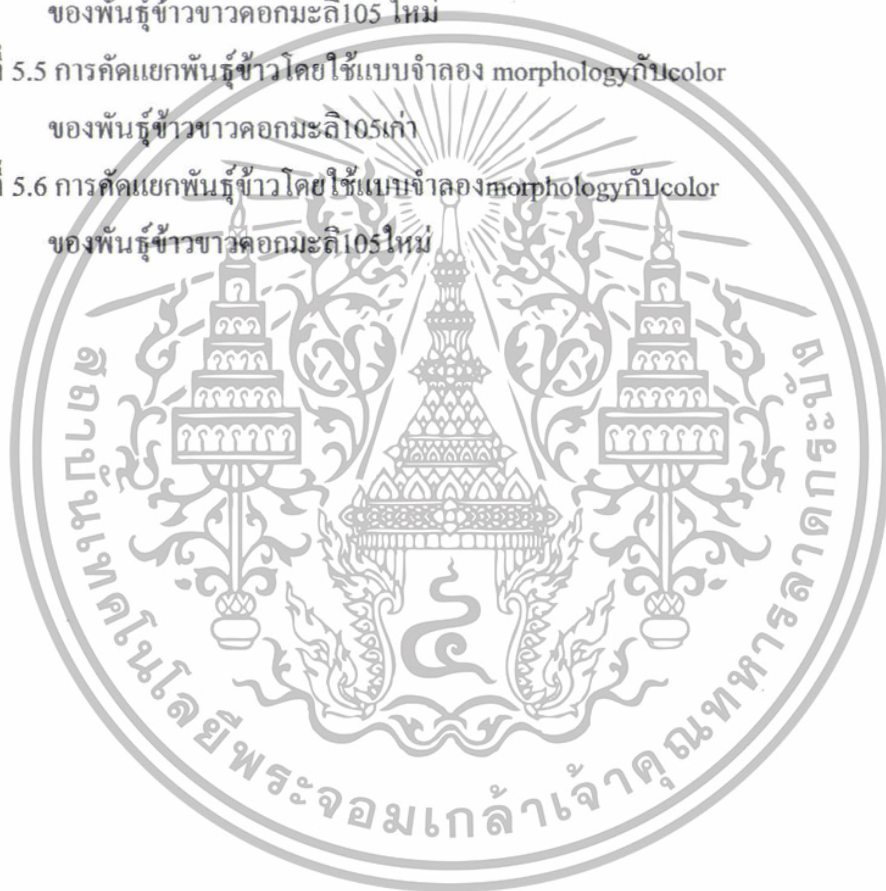 ของพันธุ์ข้าวขาวดอกมะลิ105 ใหม่
ที่ 5.5 การคัดแยกพันธุ์ข้าวโดยใช้แบบจำลอง morphologyกับcolor
ของพันธุ์ข้าวขาวดอกมะลิ105เก่า
ที่ 5.6 การคัดแยกพันธุ์ข้าวโดยใช้แบบจำลองmorphologyกับcolor
ของพันธุ์ข้าวขาวดอกมะลิ105ใหม่
สถาบันเทคโนโลยีพระจอมเกล้าเจ้าคุณทหารลาดกระบัง
๔